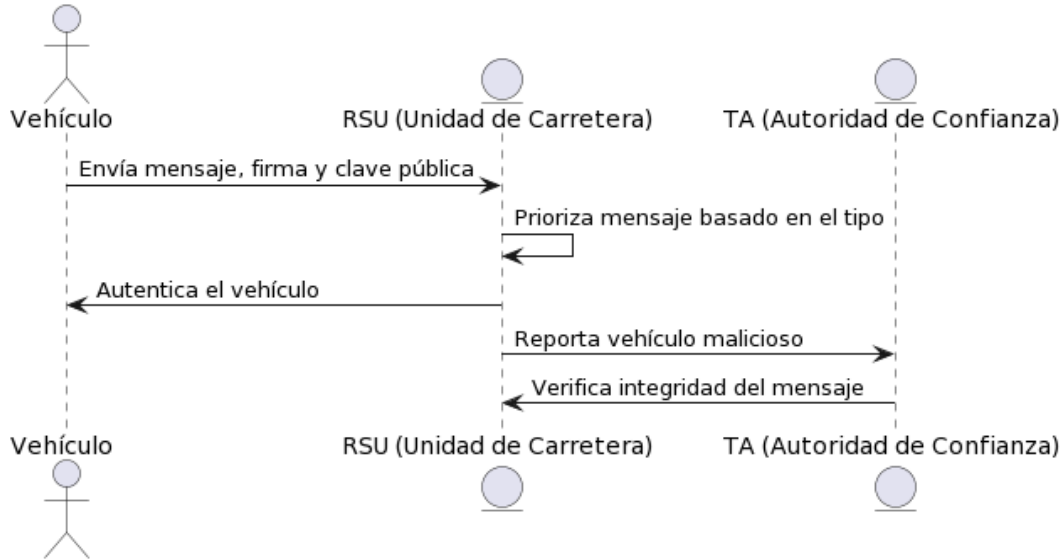 Vehículo
RSU (Unidad de Carretera)
TA (Autoridad de Confianza)
Envía mensaje, firma y clave pública
Prioriza mensaje basado en el tipo
Autentica el vehículo
Reporta vehículo malicioso
Verifica integridad del mensaje
Vehículo
RSU (Unidad de Carretera)
TA (Autoridad de Confianza)